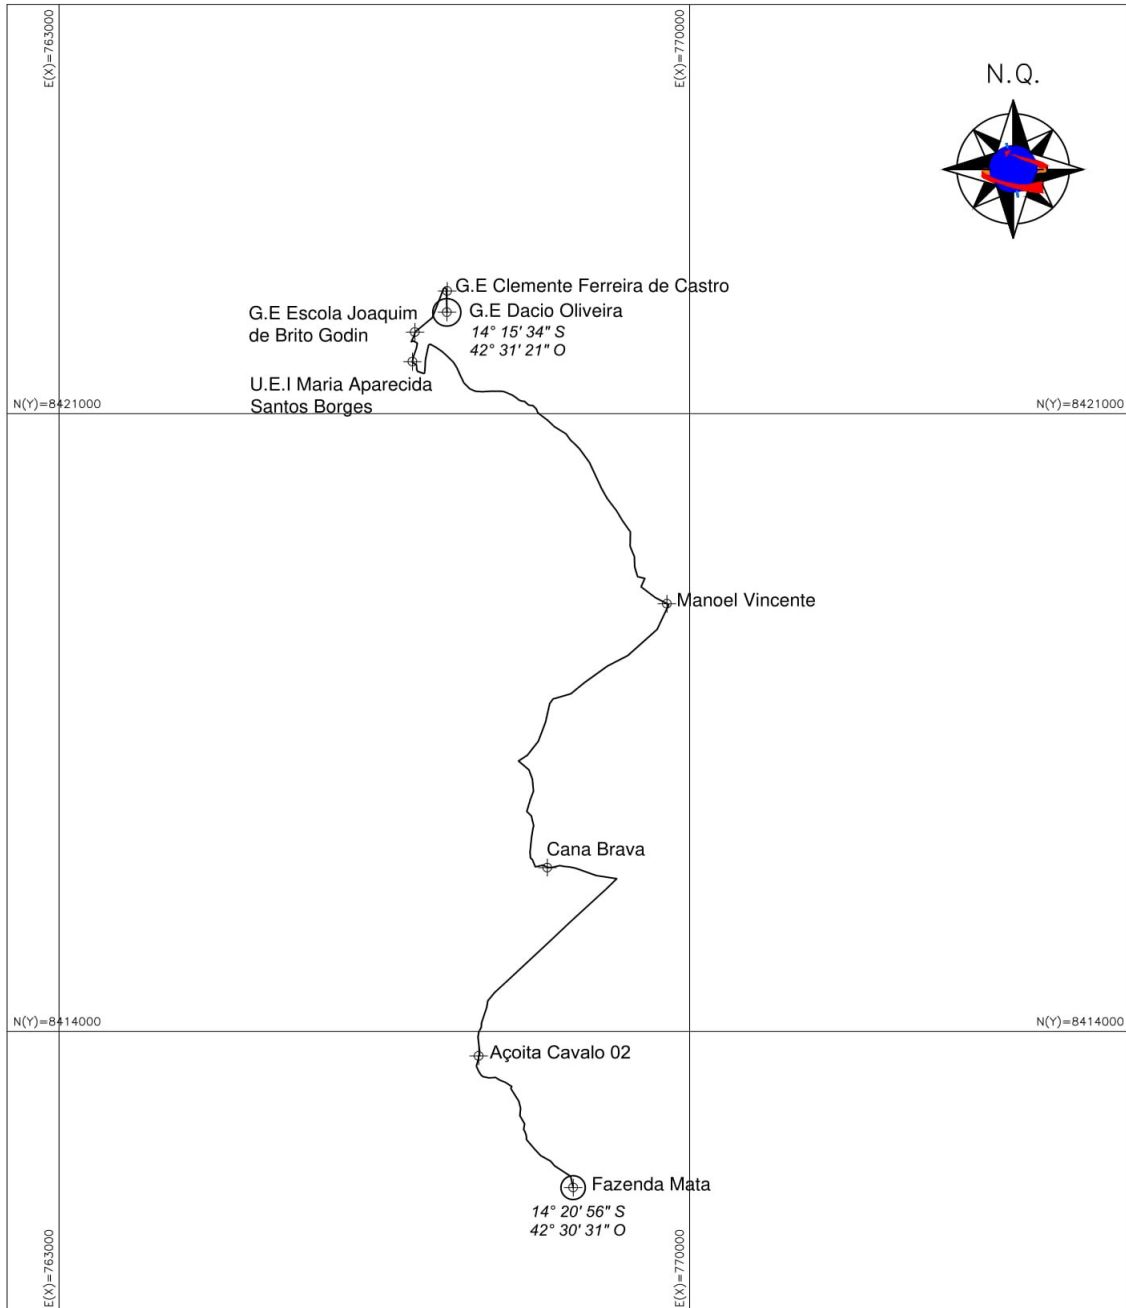 E(X)=763000
E(X)=770000
N.Q.
G.E Clemente Ferreira de Castro
G.E Dacio Oliveira
14° 15' 34" S
42° 31' 21" O
G.E Escola Joaquim
de Brito Godin
U.E.I Maria Aparecida
Santos Borges
N(Y)=8421000
N(Y)=8421000
Manoel Vincente
Cana Brava
N(Y)=8414000
N(Y)=8414000
Açoita Cavalo 02
Fazenda Mata
14° 20' 56" S
42° 30' 31" O
E(X)=763000
E(X)=770000